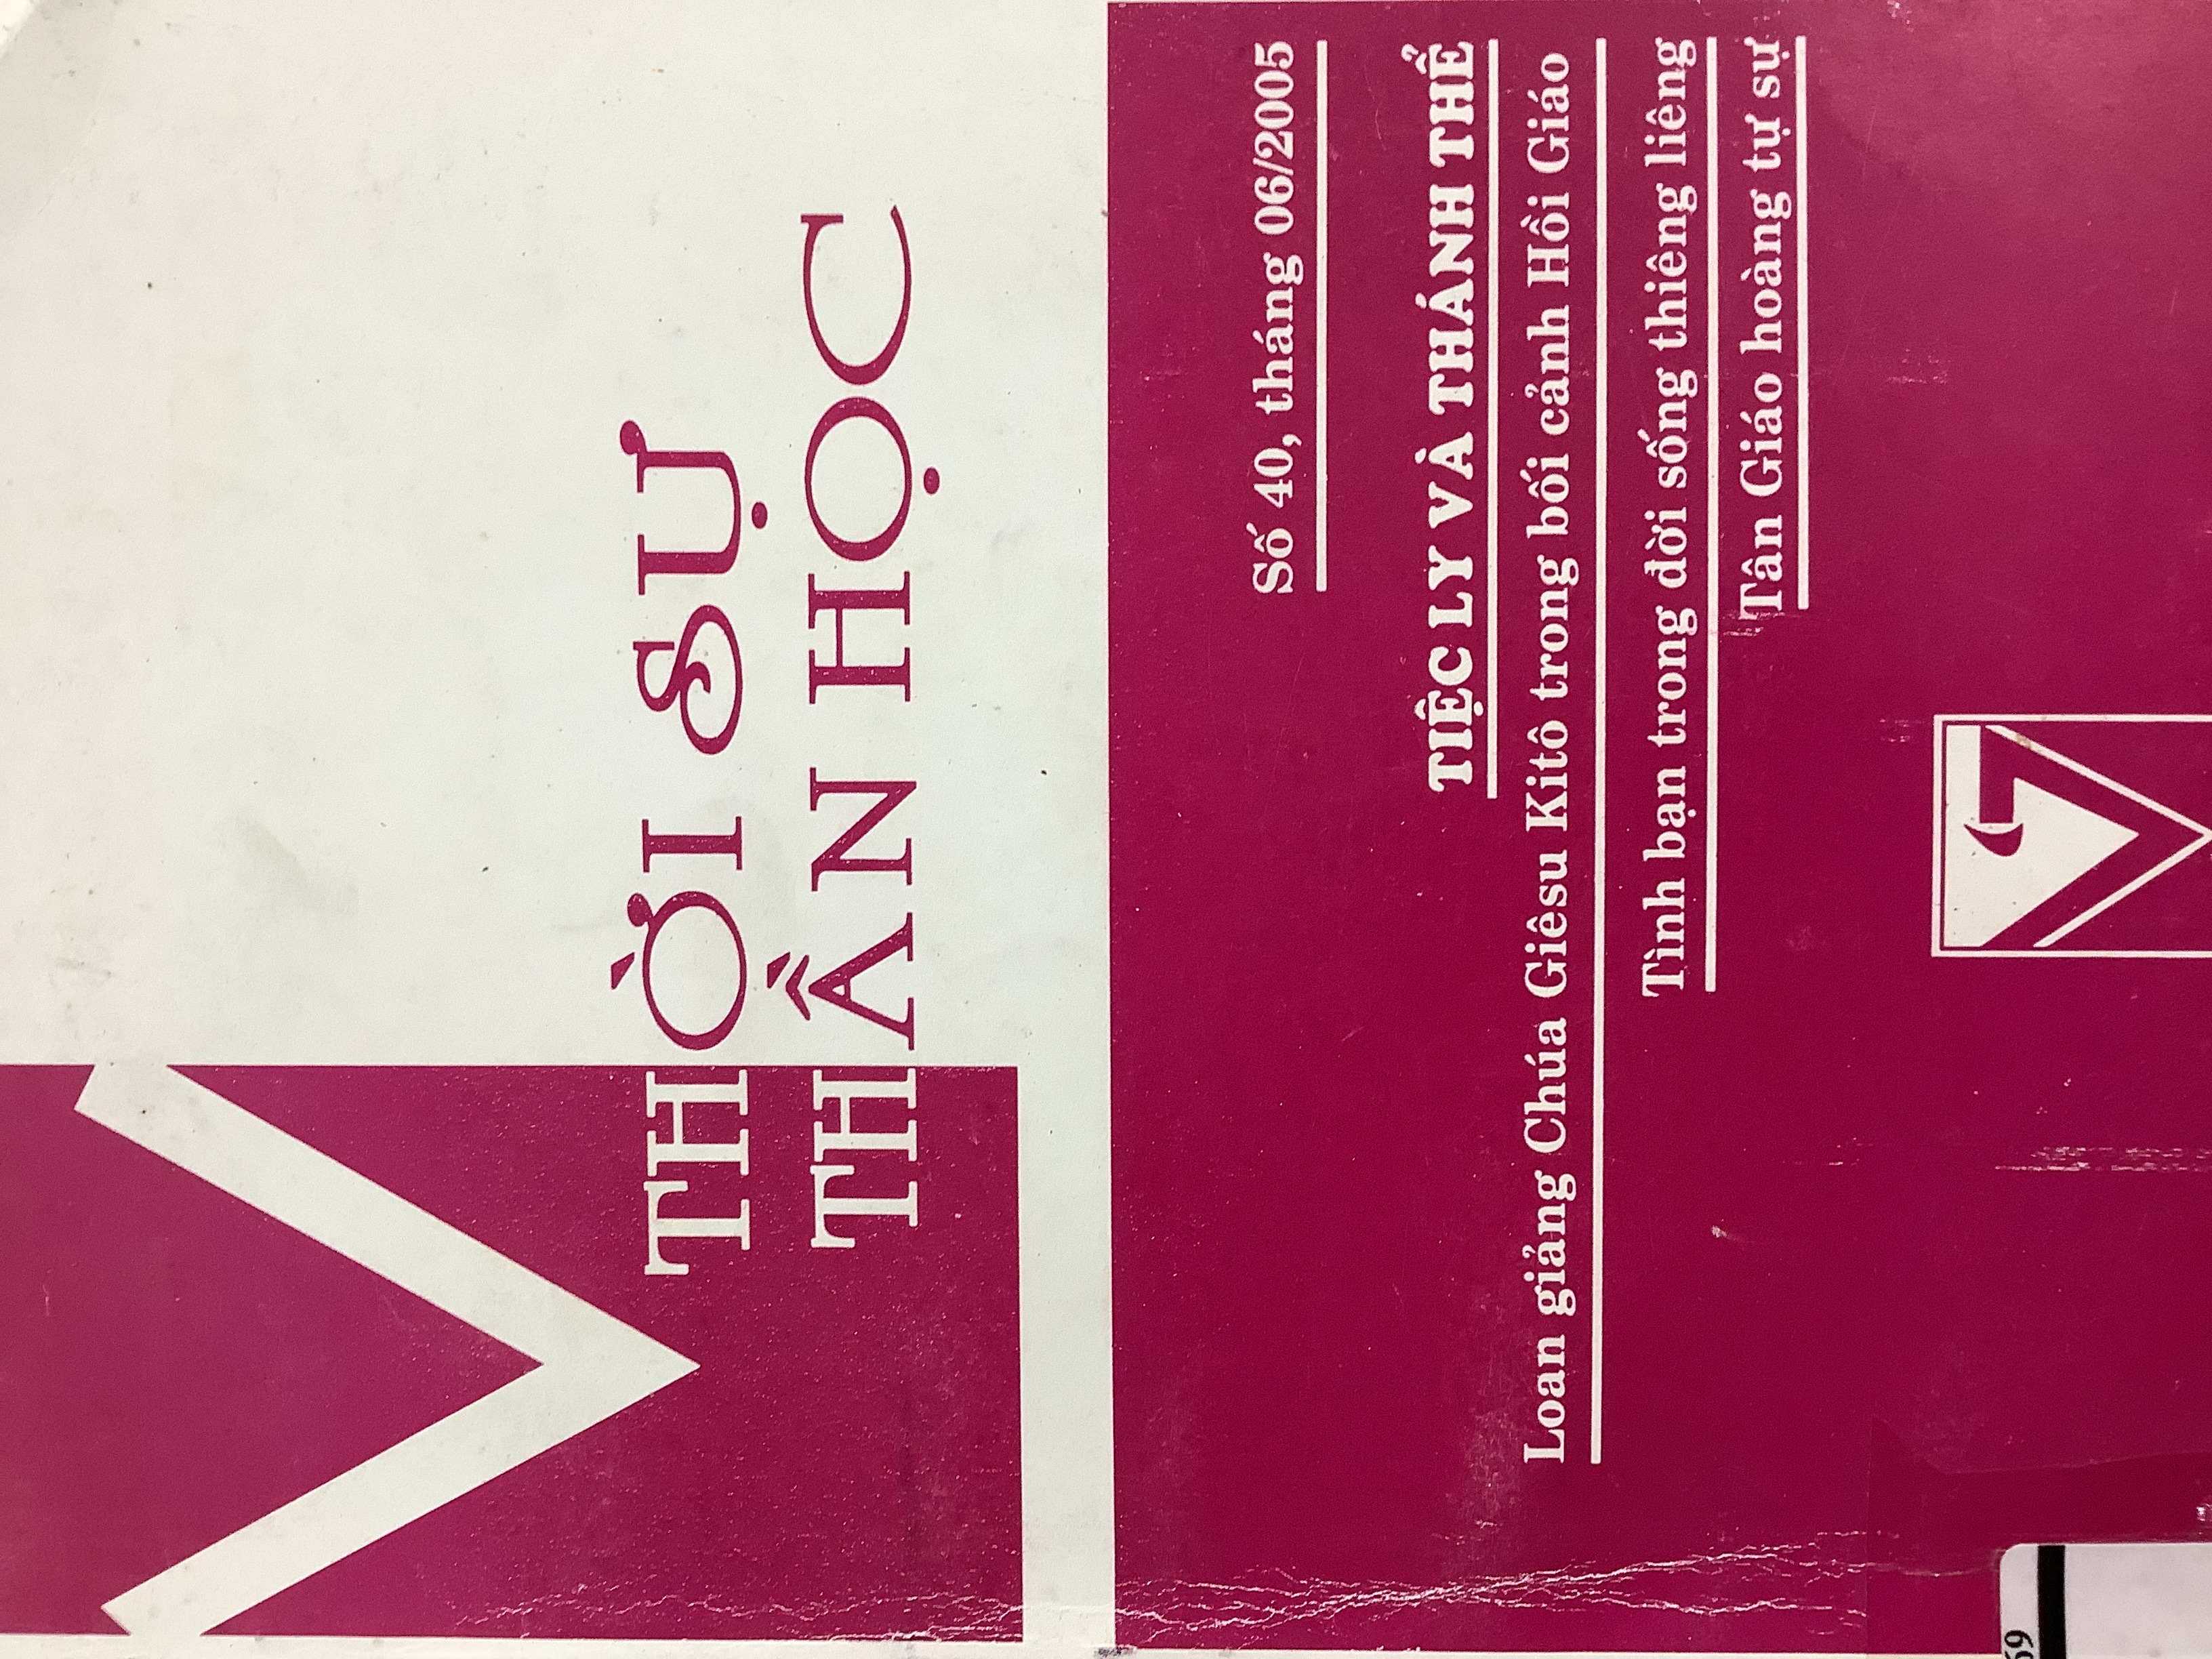 THỜI SỰ
THẦN HỌC
Số 40, tháng 06/2005
TIỆC LY VÀ THÁNH THỂ
Loan giảng Chúa Giêsu Kitô trong bối cảnh Hồi Giáo
Tình bạn trong đời sống thiêng liêng
Tân Giáo hoàng tự sự